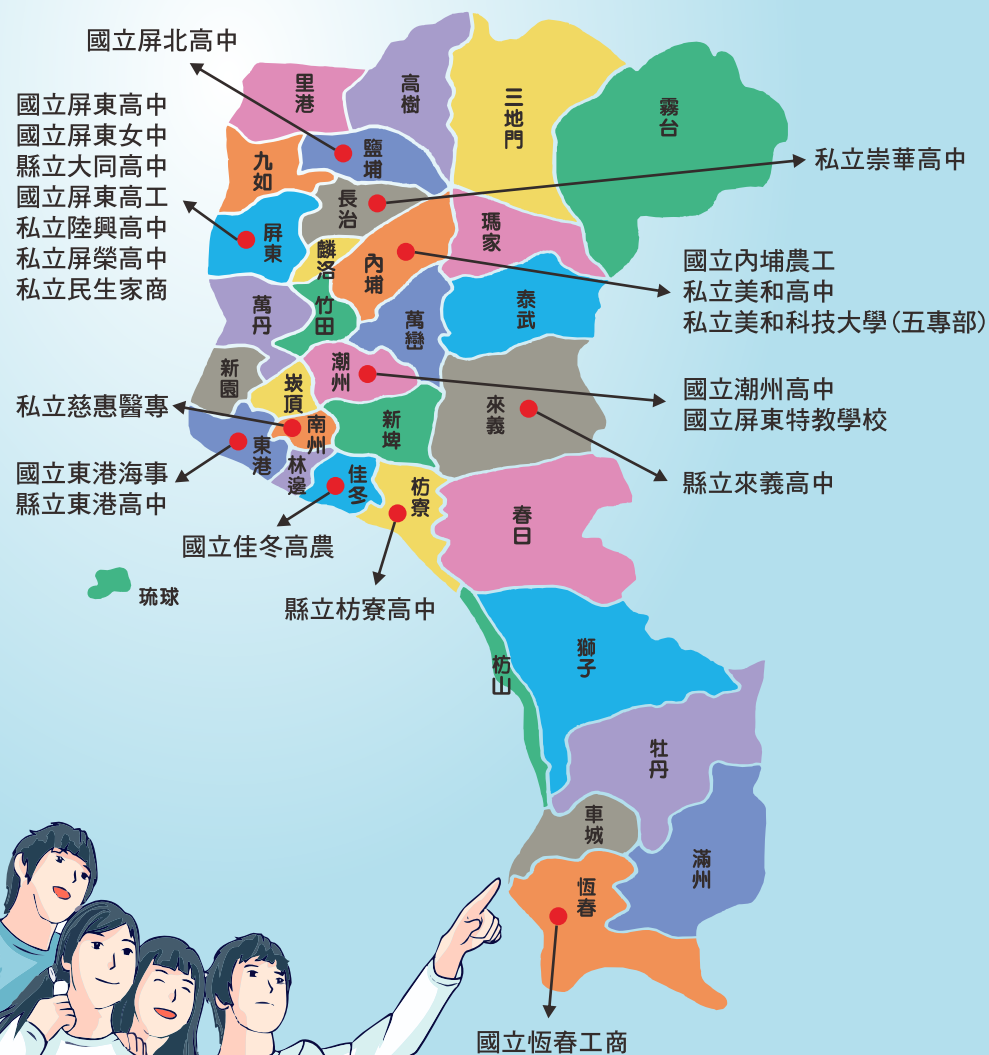 國立屏北高中
國立屏東高中
國立屏東女中
縣立大同高中
國立屏東高工
私立陸興高中
私立屏榮高中
私立民生家商
里港
高樹
三地門
霧台
九如
鹽埔
私立崇華高中
長治
屏東
麟洛
內埔
瑪家
國立內埔農工
私立美和高中
私立美和科技大學(五專部)
萬丹
竹田
萬巒
泰武
新園
潮州
崁頂
國立潮州高中
國立屏東特教學校
私立慈惠醫專
南州
新埤
來義
東港
林邊
佳冬
枋寮
國立東港海事
縣立東港高中
縣立來義高中
春日
國立佳冬高農
琉球
縣立枋寮高中
獅子
枋山
牡丹
車城
滿州
恆春
國立恆春工商